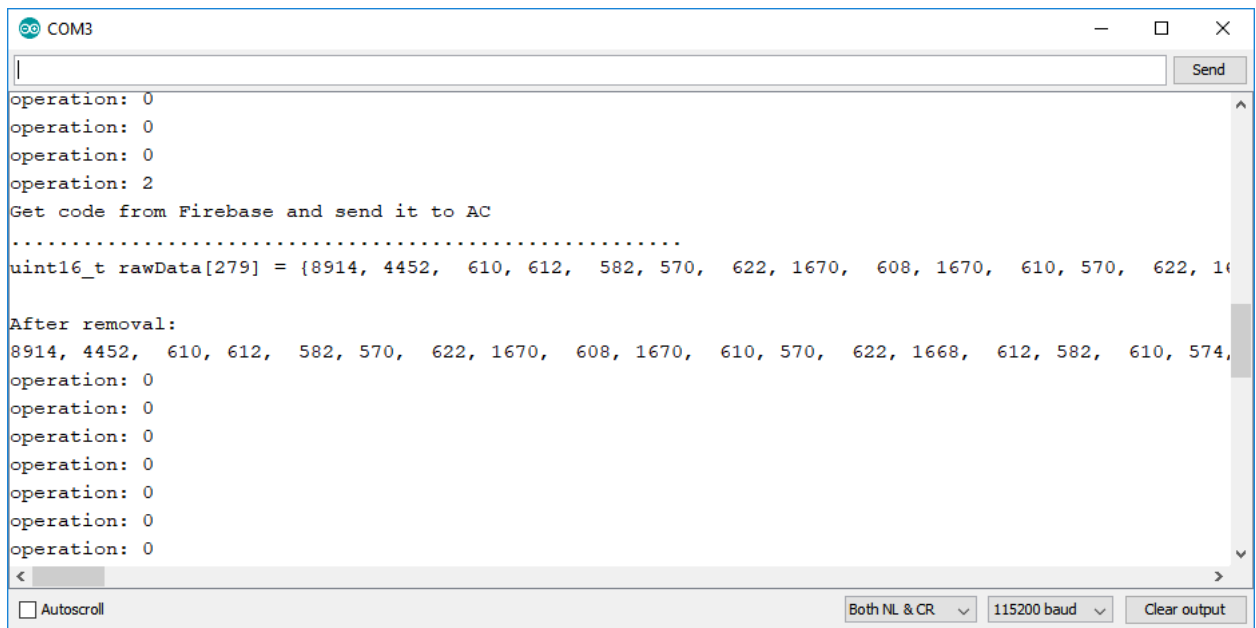 COM3
Send
operation: 0
operation: 0
operation: 0
operation: 2
Get code from Firebase and send it to AC
........................................................
uint16_t rawData[279] = {8914, 4452,  610, 612,  582, 570,  622, 1670,  608, 1670,  610, 570,  622,
After removal:
8914, 4452,  610, 612,  582, 570,  622, 1670,  608, 1670,  610, 570,  622, 1668,  612, 582,  610, 574,
operation: 0
operation: 0
operation: 0
operation: 0
operation: 0
operation: 0
operation: 0
Autoscroll
Both NL & CR
115200 baud
Clear output